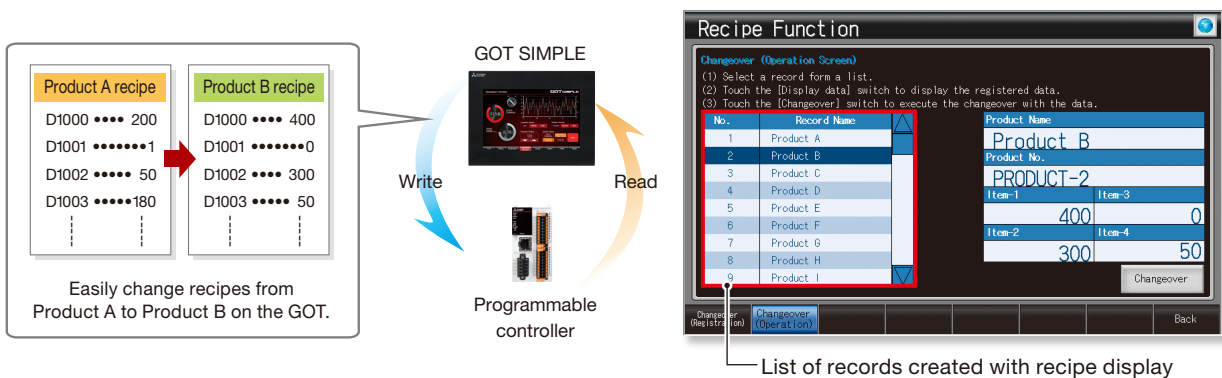 Product A recipe
D1000 •••• 200
D1001 •••••••1
D1002 •••• 50
D1003 •••••180
Product B recipe
D1000 •••• 400
D1001 •••••••0
D1002 •••• 300
D1003 ••••• 50
Easily change recipes from
Product A to Product B on the GOT.
GOT SIMPLE
Write
Read
Programmable
controller
Recipe Function
Changeover (Operation Screen)
(1) Select a record form a list.
(2) Touch the [Display data] switch to display the registered data.
(3) Touch the [Changeover] switch to execute the changeover with the data.
No. Record Name
1 Product A
2 Product B
3 Product C
4 Product D
5 Product E
6 Product F
7 Product G
8 Product H
9 Product I
Product Name
Product B
Product No.
PRODUCT-2
Item-1 Item-3
400 0
Item-2 Item-4
300 50
Changeover
Changeover
(Registration)
Changeover
(Operation)
Back
List of records created with recipe display